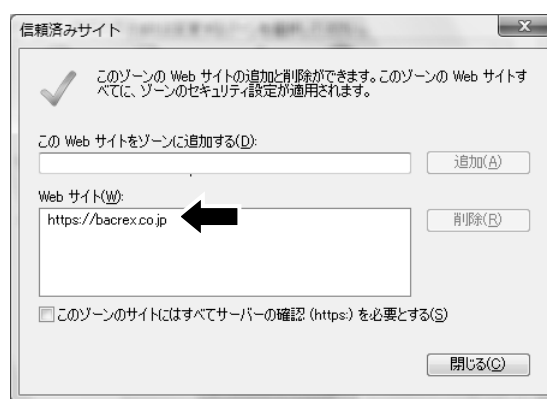 信頼済みサイト
このゾーンの Web サイトの追加と削除ができます。このゾーンの Web サイトす
べてに、ゾーンのセキュリティ設定が適用されます。
この Web サイトをゾーンに追加する(D):
追加(A)
Web サイト(W):
https://bacrex.co.jp
削除(R)
このゾーンのサイトにはすべてサーバーの確認 (https:) を必要とする(S)
閉じる(C)